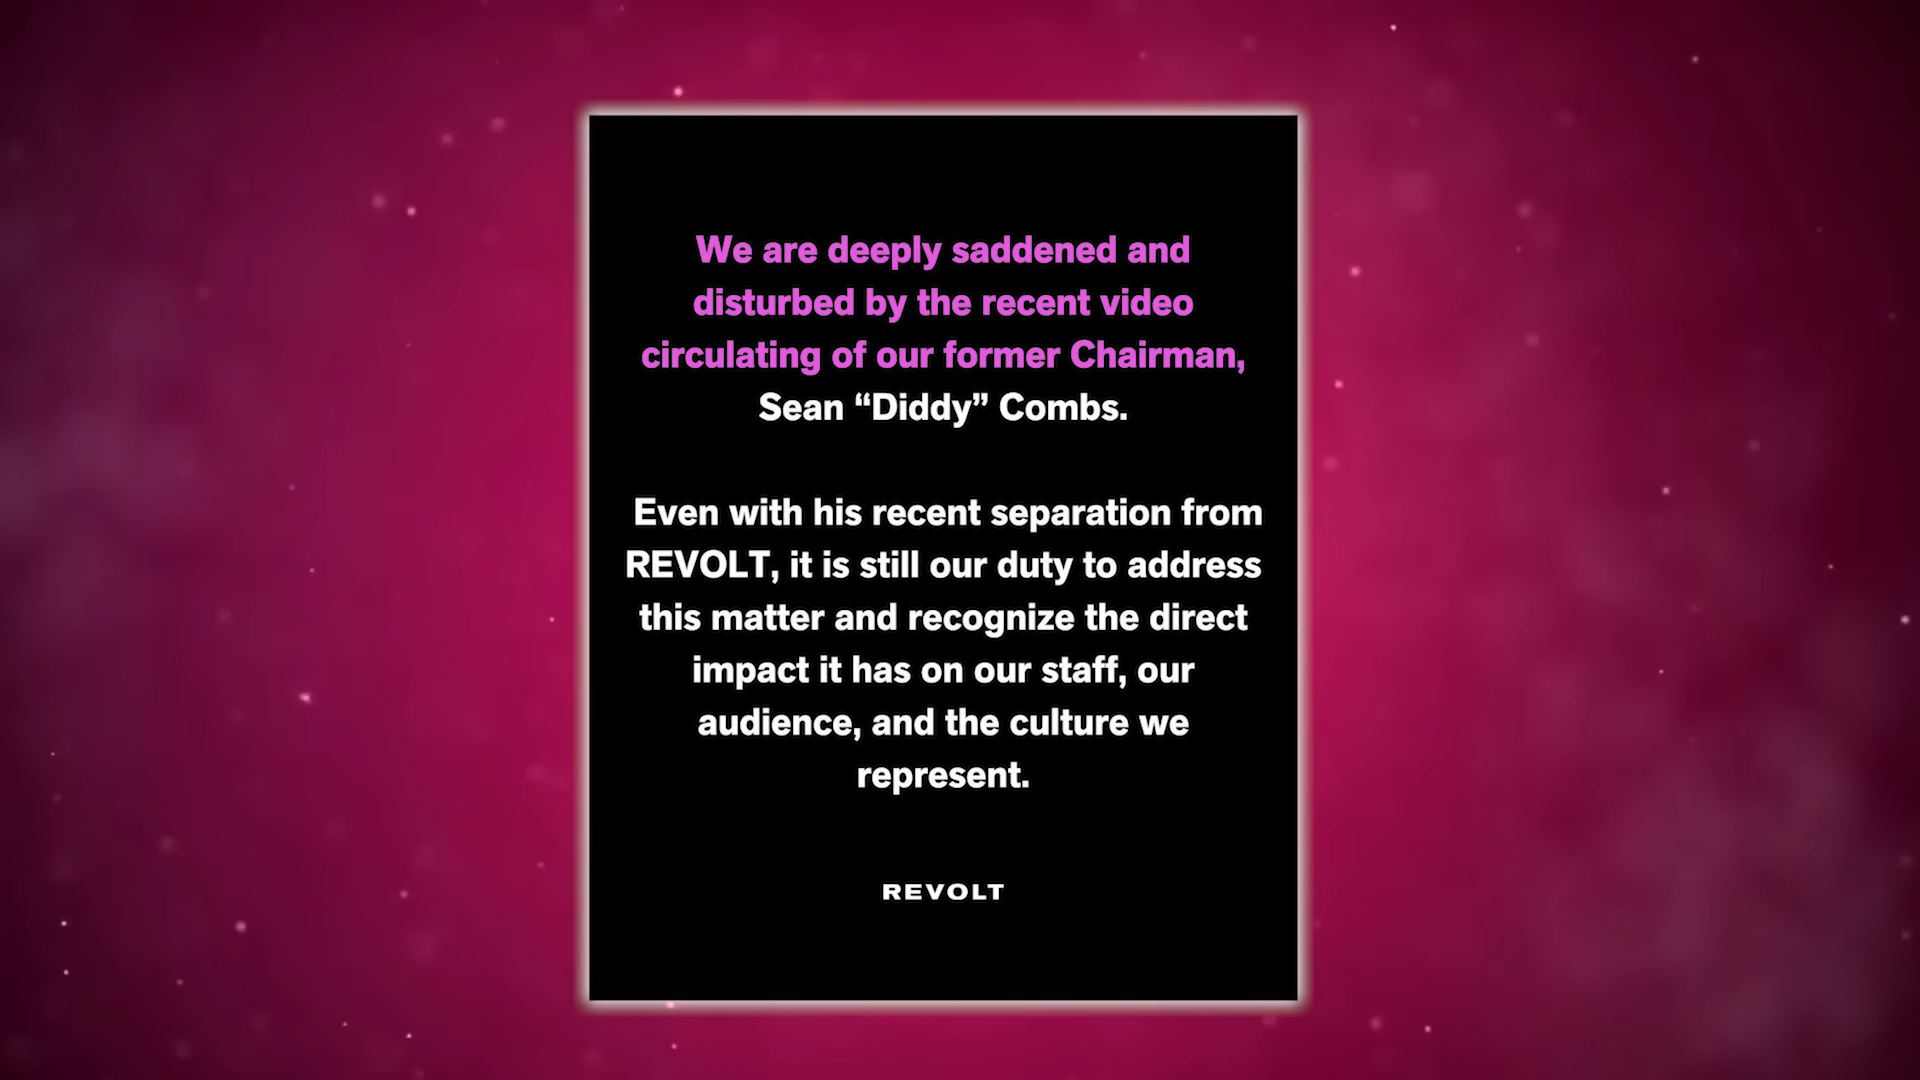 We are deeply saddened and
disturbed by the recent video
circulating of our former Chairman,
Sean “Diddy” Combs.
Even with his recent separation from
REVOLT, it is still our duty to address
this matter and recognize the direct
impact it has on our staff, our
audience, and the culture we
represent.
REVOLT